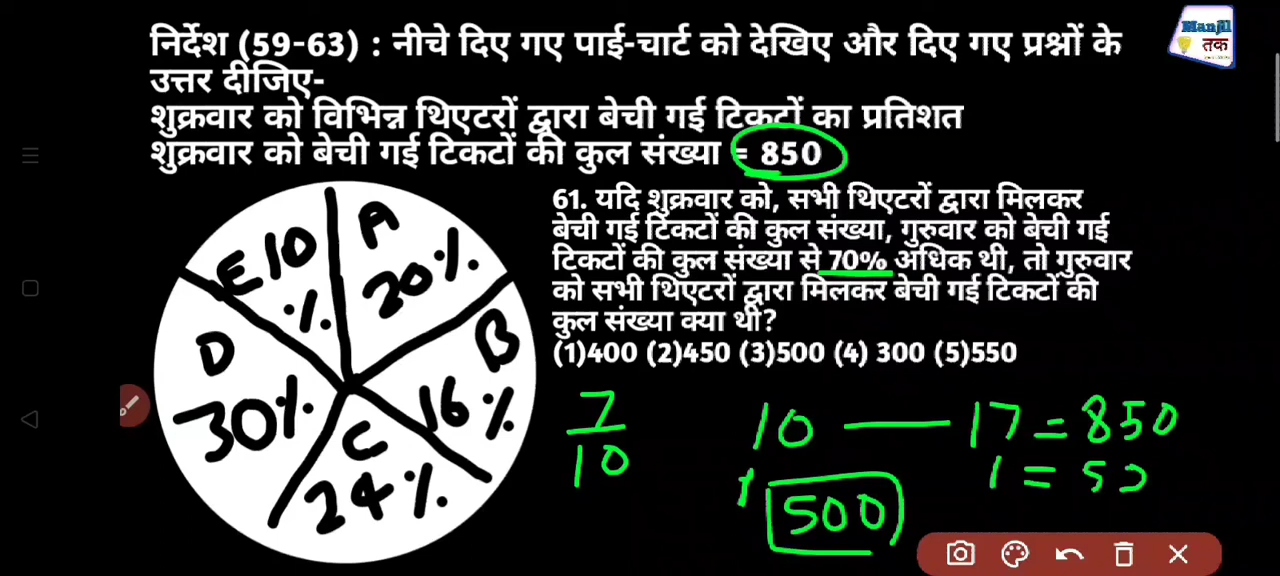 Manjil
तक
निर्देश (59-63) : नीचे दिए गए पाई-चार्ट को देखिए और दिए गए प्रश्नों के
उत्तर दीजिए-
शुक्रवार को विभिन्न थिएटरों द्वारा बेची गई टिकटों का प्रतिशत
शुक्रवार को बेची गई टिकटों की कुल संख्या = 850
61. यदि शुक्रवार को, सभी थिएटरों द्वारा मिलकर
बेची गई टिकटों की कुल संख्या, गुरुवार को बेची गई
टिकटों की कुल संख्या से 70% अधिक थी, तो गुरुवार
को सभी थिएटरों द्वारा मिलकर बेची गई टिकटों की
कुल संख्या क्या थी?
(1)400 (2)450 (3)500 (4) 300 (5)550
A
20%
B
16%
C
24%
D
30%
E 10
%
7
10
10 — 17 = 850
1 = 50
500